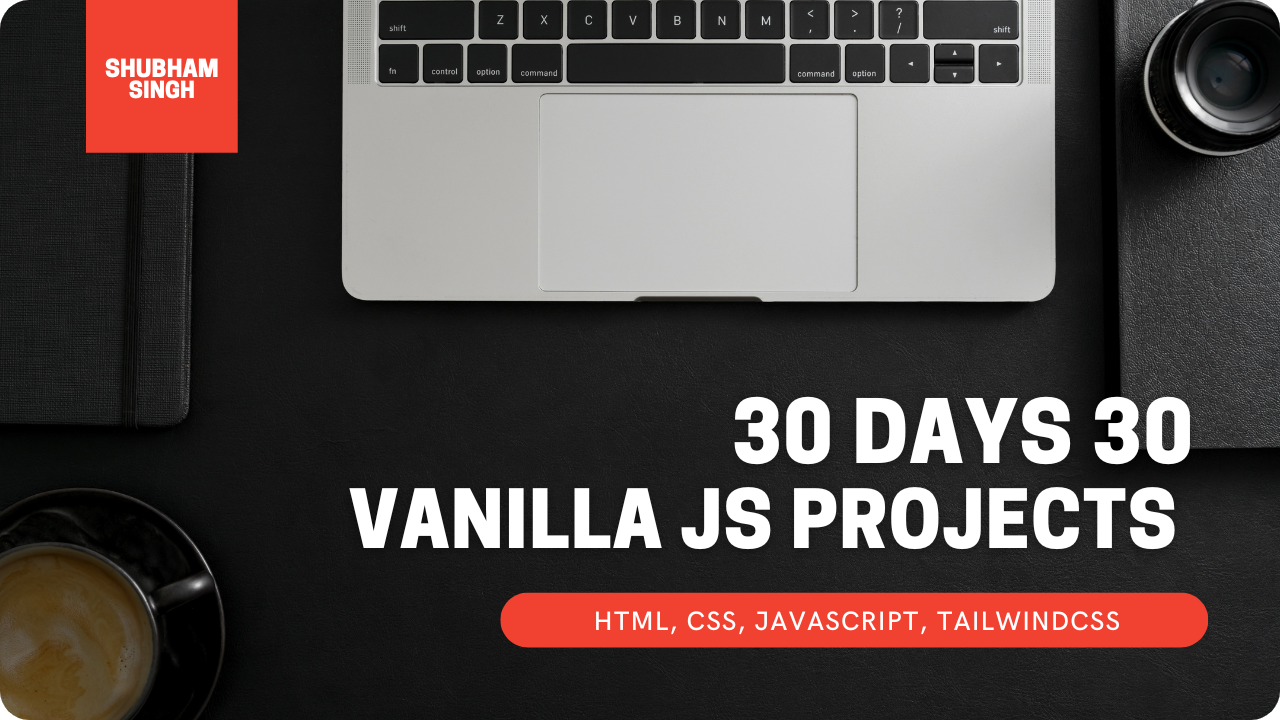 SHUBHAM
SINGH
shift Z X C V B N M < , > . ? / shift
fn control option command command option
30 DAYS 30
VANILLA JS PROJECTS
HTML, CSS, JAVASCRIPT, TAILWINDCSS